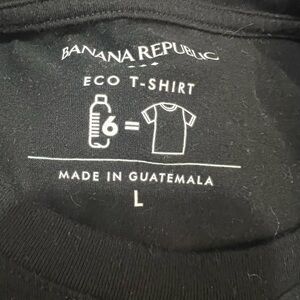 BANANA REPUBLIC
ECO T-SHIRT
6 =
MADE IN GUATEMALA
L